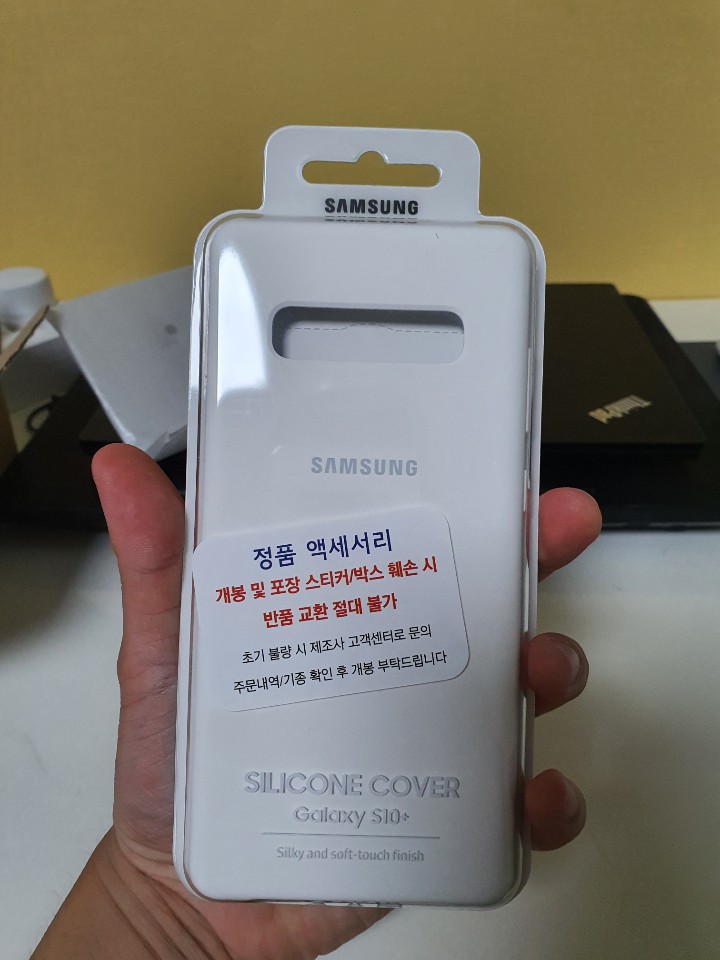 SAMSUNG
SAMSUNG
정품 액세서리
개봉 및 포장 스티커/박스 훼손 시
반품 교환 절대 불가
초기 불량 시 제조사 고객센터로 문의
주문내역/기종 확인 후 개봉 부탁드립니다
SILICONE COVER
Galaxy S10+
Silky and soft-touch finish
ThinkPad